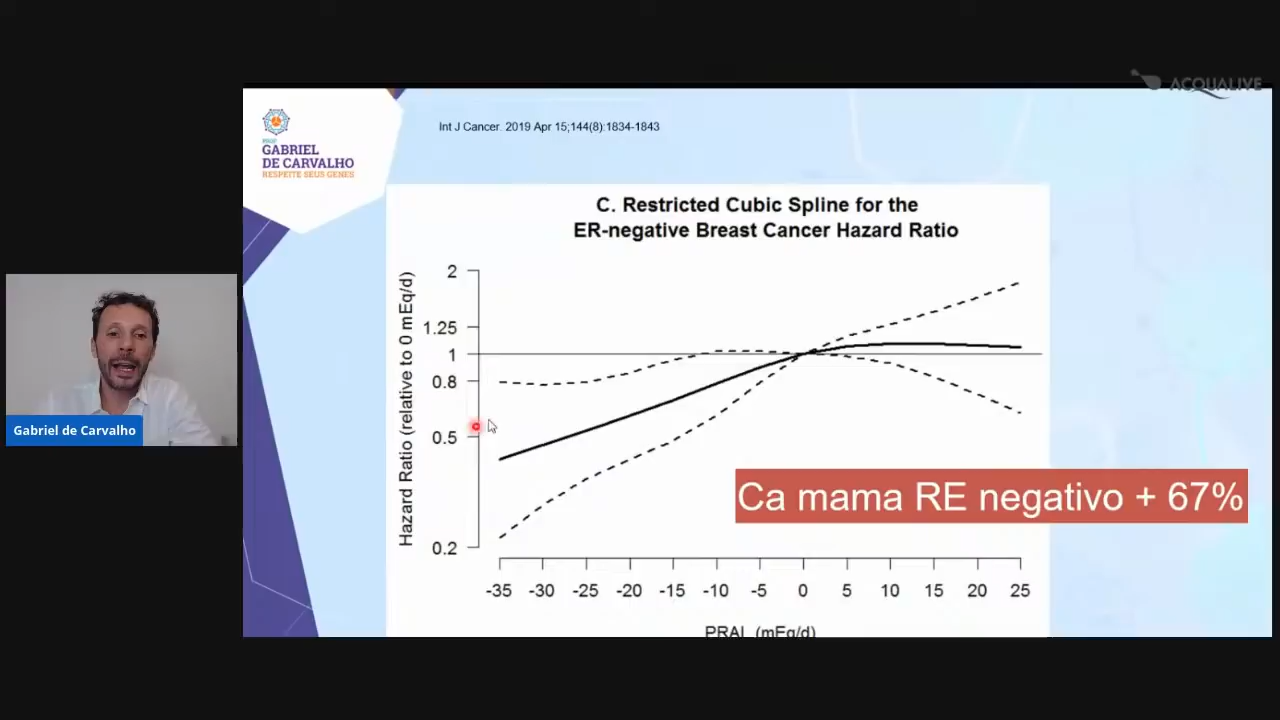 ACQUALIVE
Int J Cancer. 2019 Apr 15;144(8):1834-1843
PROF.
GABRIEL
DE CARVALHO
RESPEITE SEUS GENES
C. Restricted Cubic Spline for the
ER-negative Breast Cancer Hazard Ratio
Hazard Ratio (relative to 0 mEq/d)
2
1.25
1
0.8
0.5
0.2
Gabriel de Carvalho
Ca mama RE negativo + 67%
-35 -30 -25 -20 -15 -10 -5 0 5 10 15 20 25
PRAL (mEq/d)